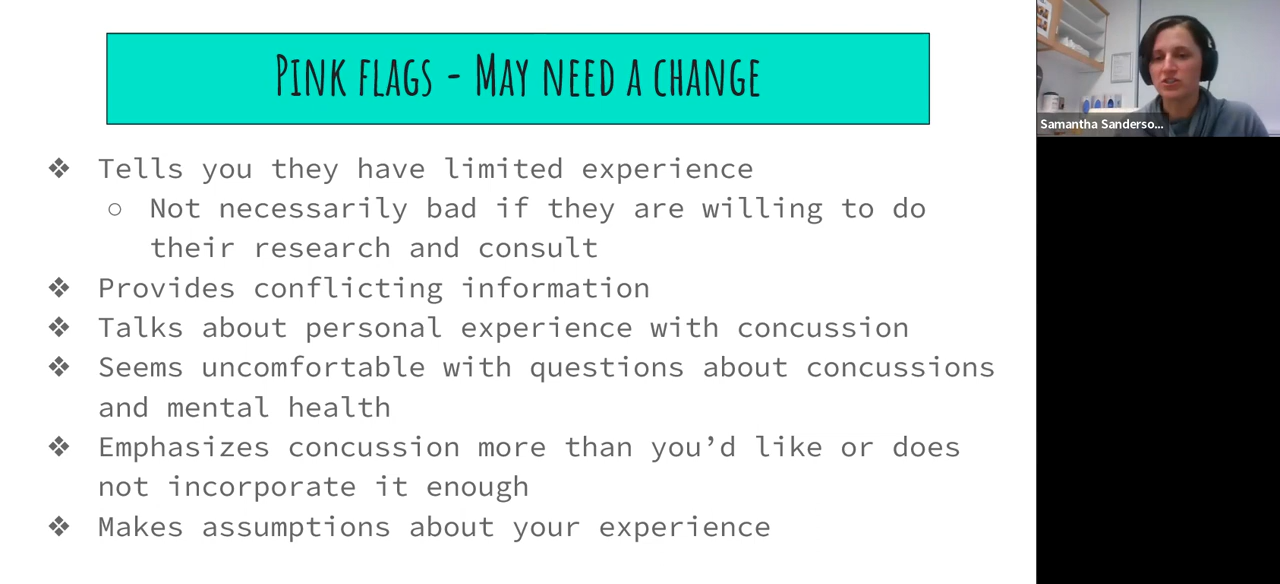 Pink flags - May need a change
❖ Tells you they have limited experience
○ Not necessarily bad if they are willing to do
their research and consult
❖ Provides conflicting information
❖ Talks about personal experience with concussion
❖ Seems uncomfortable with questions about concussions
and mental health
❖ Emphasizes concussion more than you’d like or does
not incorporate it enough
❖ Makes assumptions about your experience
Samantha Sanderso...